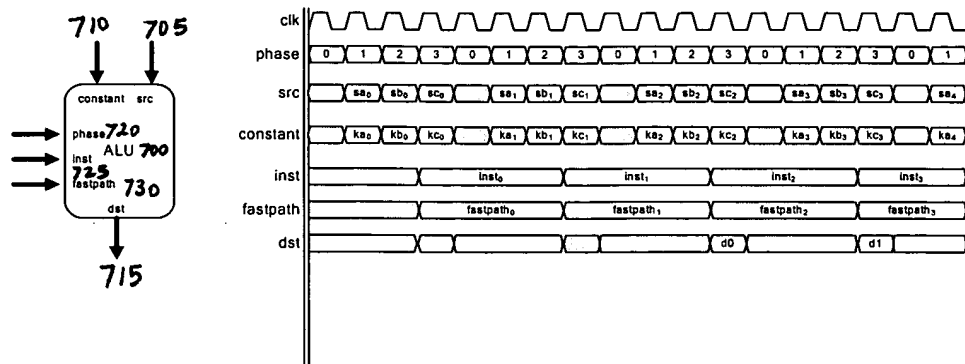 710 705
constant src
phase 720
ALU 700
inst
725
fastpath 730
dst
715
clk
phase 0 1 2 3 0 1 2 3 0 1 2 3 0 1 2 3 0 1
src sa0 sb0 sc0 sa1 sb1 sc1 sa2 sb2 sc2 sa3 sb3 sc3 sa4
constant ka0 kb0 kc0 ka1 kb1 kc1 ka2 kb2 kc2 ka3 kb3 kc3 ka4
inst inst0 inst1 inst2 inst3
fastpath fastpath0 fastpath1 fastpath2 fastpath3
dst d0 d1